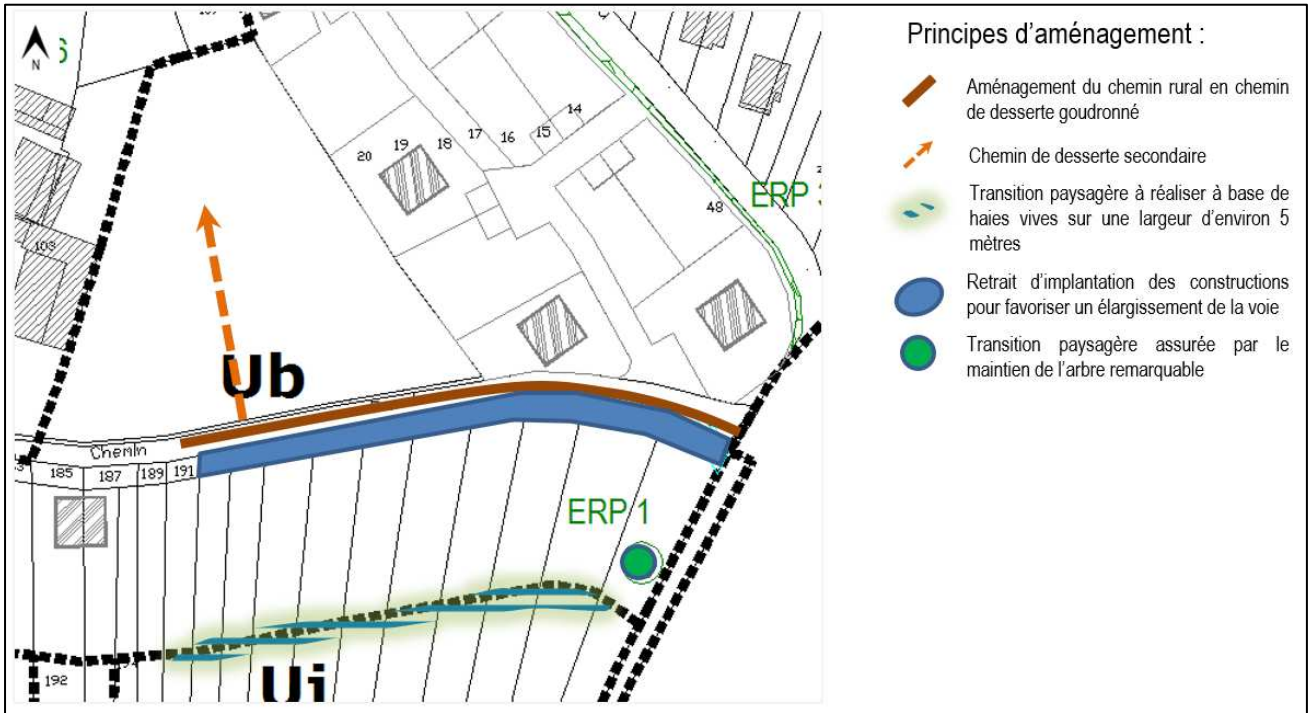 N
6
14
15
16
17
18
19
20
48
ERP 3
103
Ub
Chemin
185
187
189
191
ERP 1
192
Ui
Principes d’aménagement :
Aménagement du chemin rural en chemin
de desserte goudronné
Chemin de desserte secondaire
Transition paysagère à réaliser à base de
haies vives sur une largeur d’environ 5
mètres
Retrait d’implantation des constructions
pour favoriser un élargissement de la voie
Transition paysagère assurée par le
maintien de l’arbre remarquable